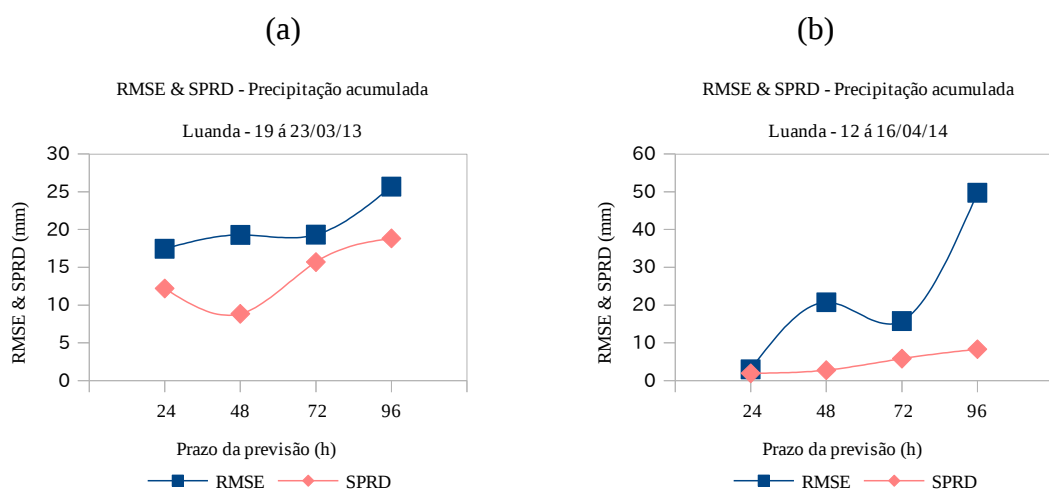 (a)
RMSE & SPRD - Precipitação acumulada
Luanda - 19 á 23/03/13
30
25
20
15
10
5
0
RMSE & SPRD (mm)
24 48 72 96
Prazo da previsão (h)
RMSE SPRD
(b)
RMSE & SPRD - Precipitação acumulada
Luanda - 12 á 16/04/14
60
50
40
30
20
10
0
RMSE & SPRD (mm)
24 48 72 96
Prazo da previsão (h)
RMSE SPRD